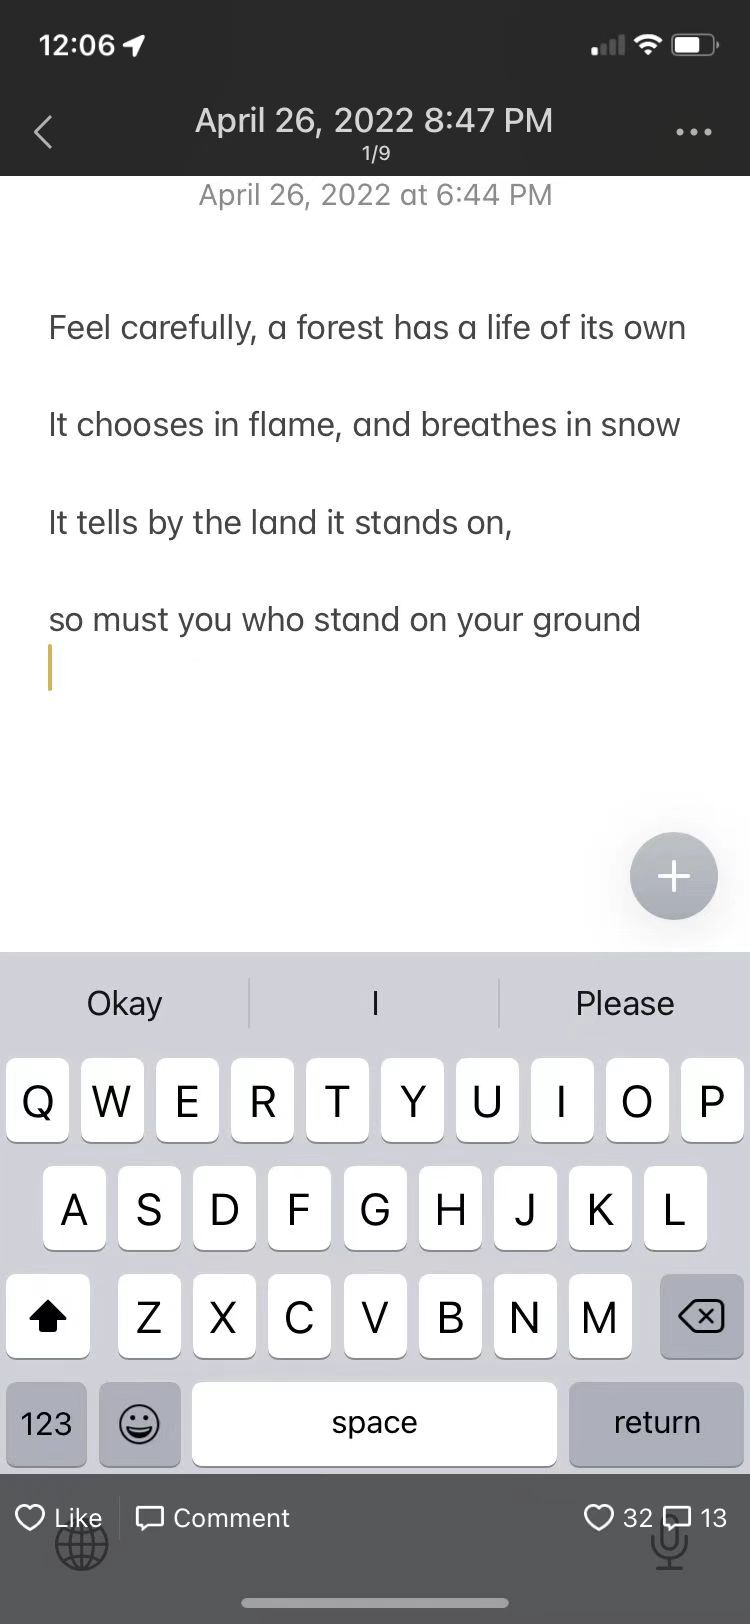 12:06
April 26, 2022 8:47 PM
1/9
April 26, 2022 at 6:44 PM
Feel carefully, a forest has a life of its own
It chooses in flame, and breathes in snow
It tells by the land it stands on,
so must you who stand on your ground
Okay I Please
Q W E R T Y U I O P
A S D F G H J K L
Z X C V B N M
123 space return
Like Comment 32 13